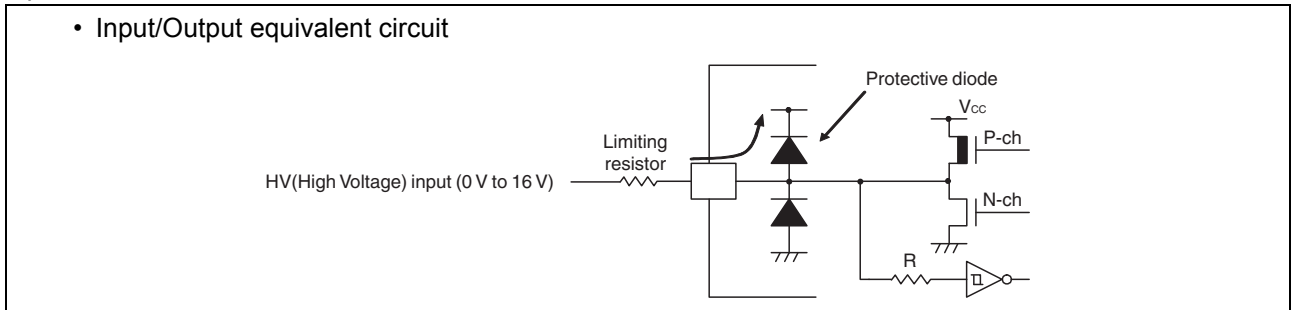 • Input/Output equivalent circuit
Protective diode
Vcc
P-ch
Limiting
resistor
HV(High Voltage) input (0 V to 16 V)
N-ch
R